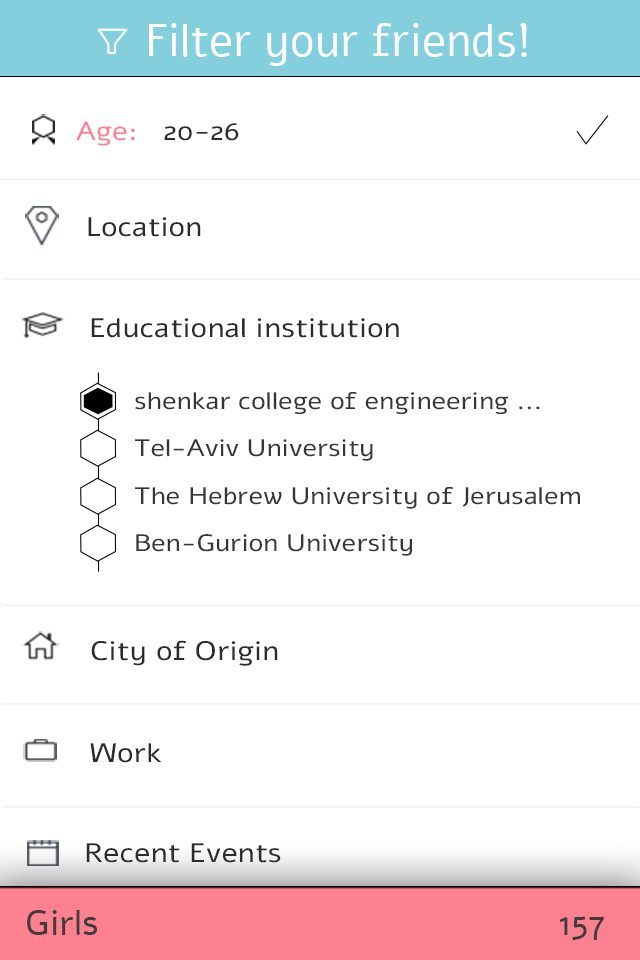 Filter your friends!
Age: 20-26
Location
Educational institution
shenkar college of engineering ...
Tel-Aviv University
The Hebrew University of Jerusalem
Ben-Gurion University
City of Origin
Work
Recent Events
Girls 157